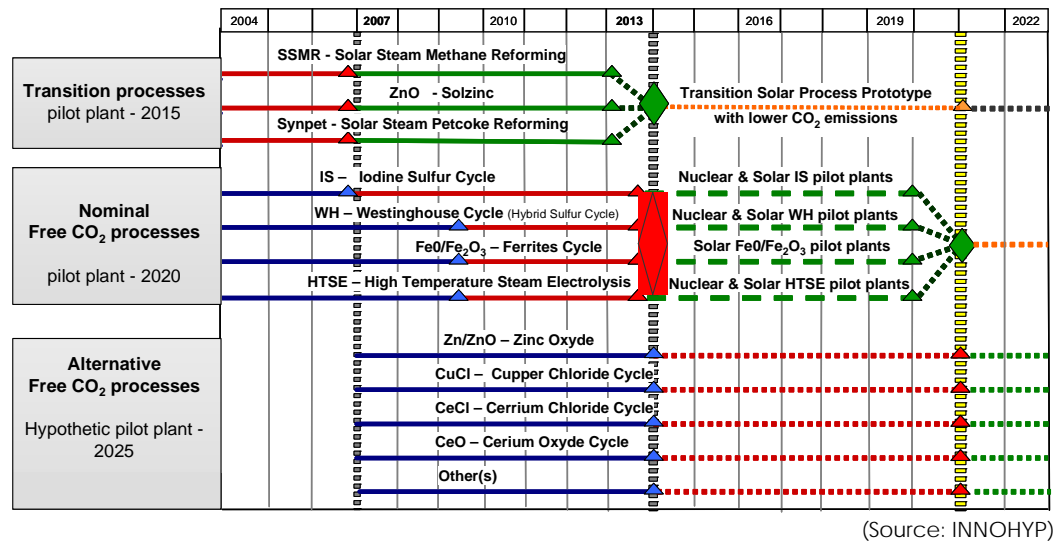 2004 2007 2010 2013 2016 2019 2022
Transition processes
pilot plant - 2015
SSMR - Solar Steam Methane Reforming
ZnO - Solzinc
Synpet - Solar Steam Petcoke Reforming
Transition Solar Process Prototype
with lower CO2 emissions
Nominal
Free CO2 processes
pilot plant - 2020
IS – Iodine Sulfur Cycle
WH – Westinghouse Cycle (Hybrid Sulfur Cycle)
Fe0/Fe2O3 – Ferrites Cycle
HTSE – High Temperature Steam Electrolysis
Nuclear & Solar IS pilot plants
Nuclear & Solar WH pilot plants
Solar Fe0/Fe2O3 pilot plants
Nuclear & Solar HTSE pilot plants
Alternative
Free CO2 processes
Hypothetic pilot plant -
2025
Zn/ZnO – Zinc Oxyde
CuCl – Cupper Chloride Cycle
CeCl – Cerrium Chloride Cycle
CeO – Cerium Oxyde Cycle
Other(s)
(Source: INNOHYP)